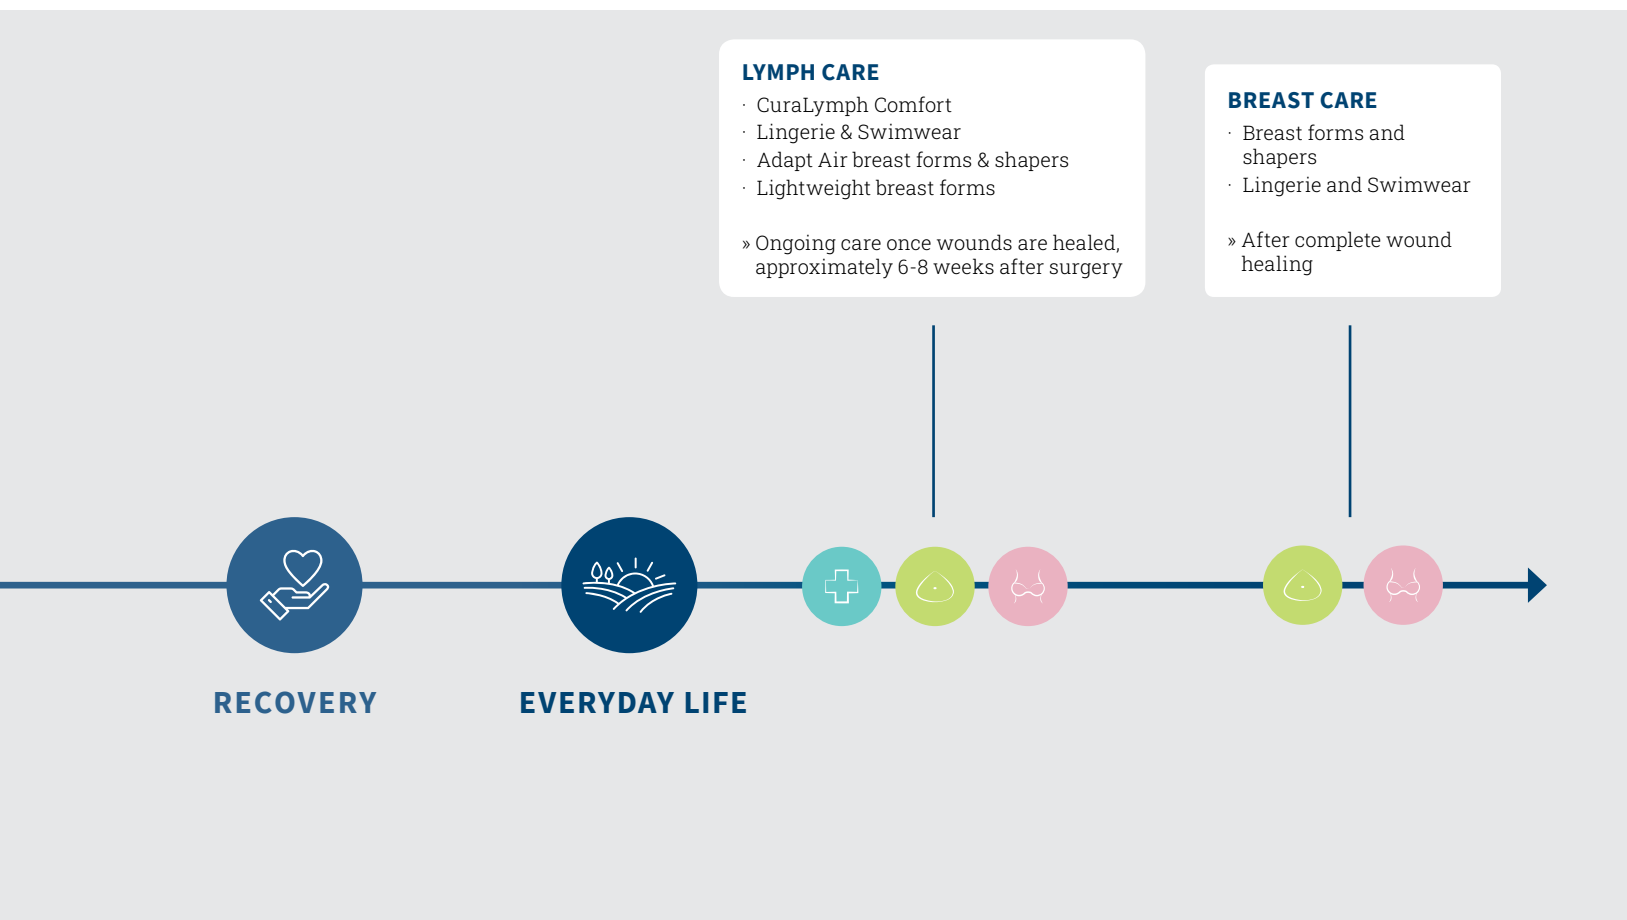 LYMPH CARE
· CuraLymph Comfort
· Lingerie & Swimwear
· Adapt Air breast forms & shapers
· Lightweight breast forms
» Ongoing care once wounds are healed,
approximately 6-8 weeks after surgery
BREAST CARE
· Breast forms and
shapers
· Lingerie and Swimwear
» After complete wound
healing
RECOVERY
EVERYDAY LIFE